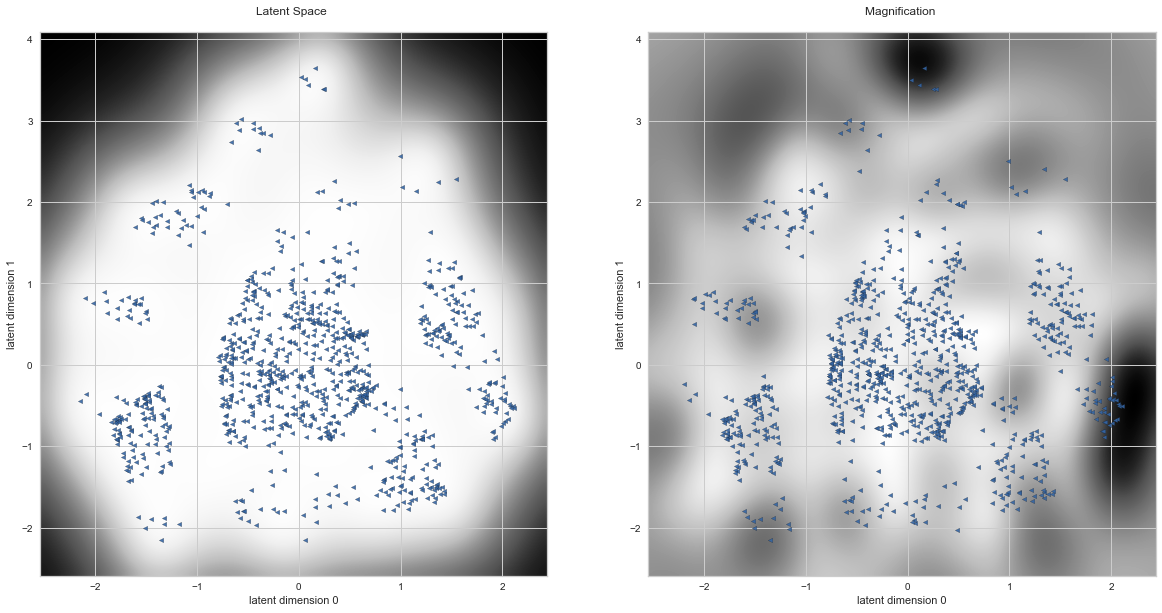 Latent Space
4
3
2
1
0
−1
−2
latent dimension 1
−2 −1 0 1 2
latent dimension 0
Magnification
4
3
2
1
0
−1
−2
latent dimension 1
−2 −1 0 1 2
latent dimension 0